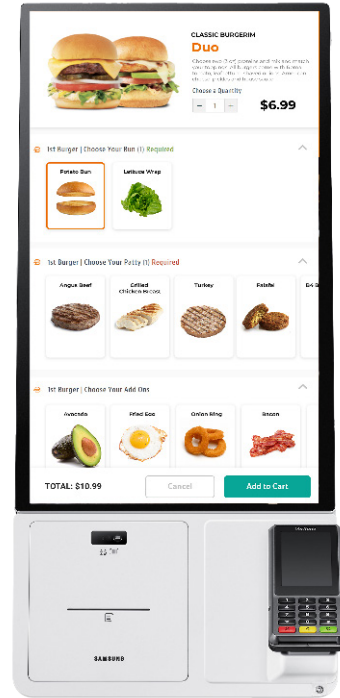 CLASSIC BURGERIM
Duo
Choose a Quantity
− 1 +
$6.99
1st Burger | Choose Your Bun (1) Required
Potato Bun
Lettuce Wrap
1st Burger | Choose Your Patty (1) Required
Angus Beef
Grilled
Chicken Breast
Turkey
Falafel
1st Burger | Choose Your Add Ons
Avocado
Fried Egg
Onion Ring
Bacon
TOTAL: $10.99
Cancel
Add to Cart
SAMSUNG